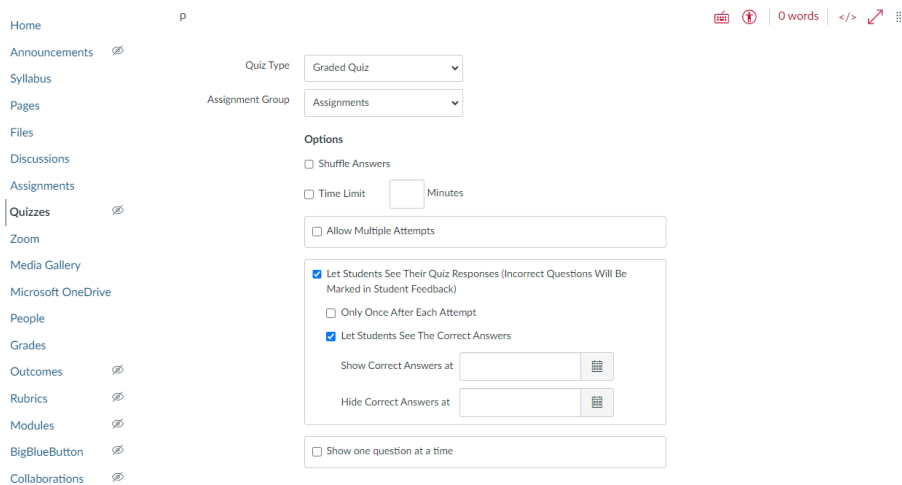 Home
Announcements
Syllabus
Pages
Files
Discussions
Assignments
Quizzes
Zoom
Media Gallery
Microsoft OneDrive
People
Grades
Outcomes
Rubrics
Modules
BigBlueButton
Collaborations
p
0 words
</>
Quiz Type
Graded Quiz
Assignment Group
Assignments
Options
Shuffle Answers
Time Limit
Minutes
Allow Multiple Attempts
Let Students See Their Quiz Responses (Incorrect Questions Will Be
Marked in Student Feedback)
Only Once After Each Attempt
Let Students See The Correct Answers
Show Correct Answers at
Hide Correct Answers at
Show one question at a time